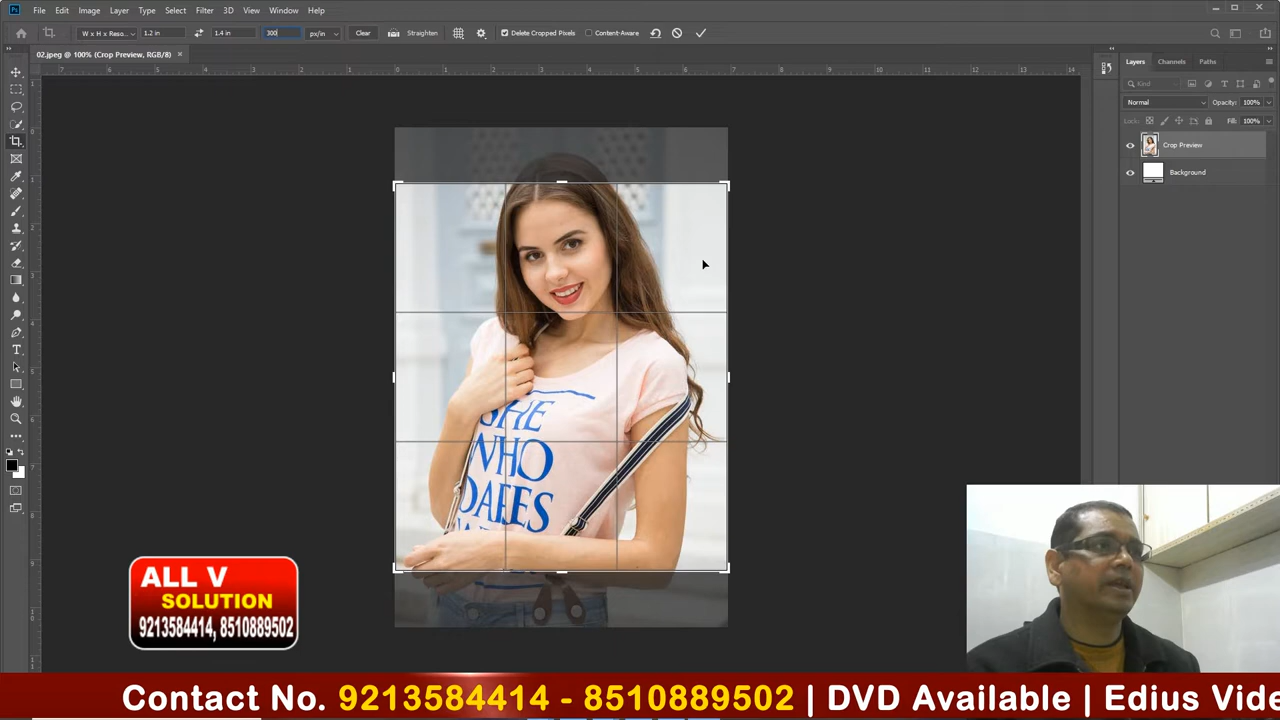 File Edit Image Layer Type Select Filter 3D View Window Help
W x H x Reso... 1.2 in 1.4 in 300 px/in Clear Straighten Delete Cropped Pixels Content-Aware
02.jpeg @ 100% (Crop Preview, RGB/8)
Layers Channels Paths
Kind
Normal Opacity: 100%
Lock: Fill: 100%
Crop Preview
Background
SHE
WHO
DARES
ALL V
SOLUTION
9213584414, 8510889502
Contact No. 9213584414 - 8510889502 | DVD Available | Edius Vide